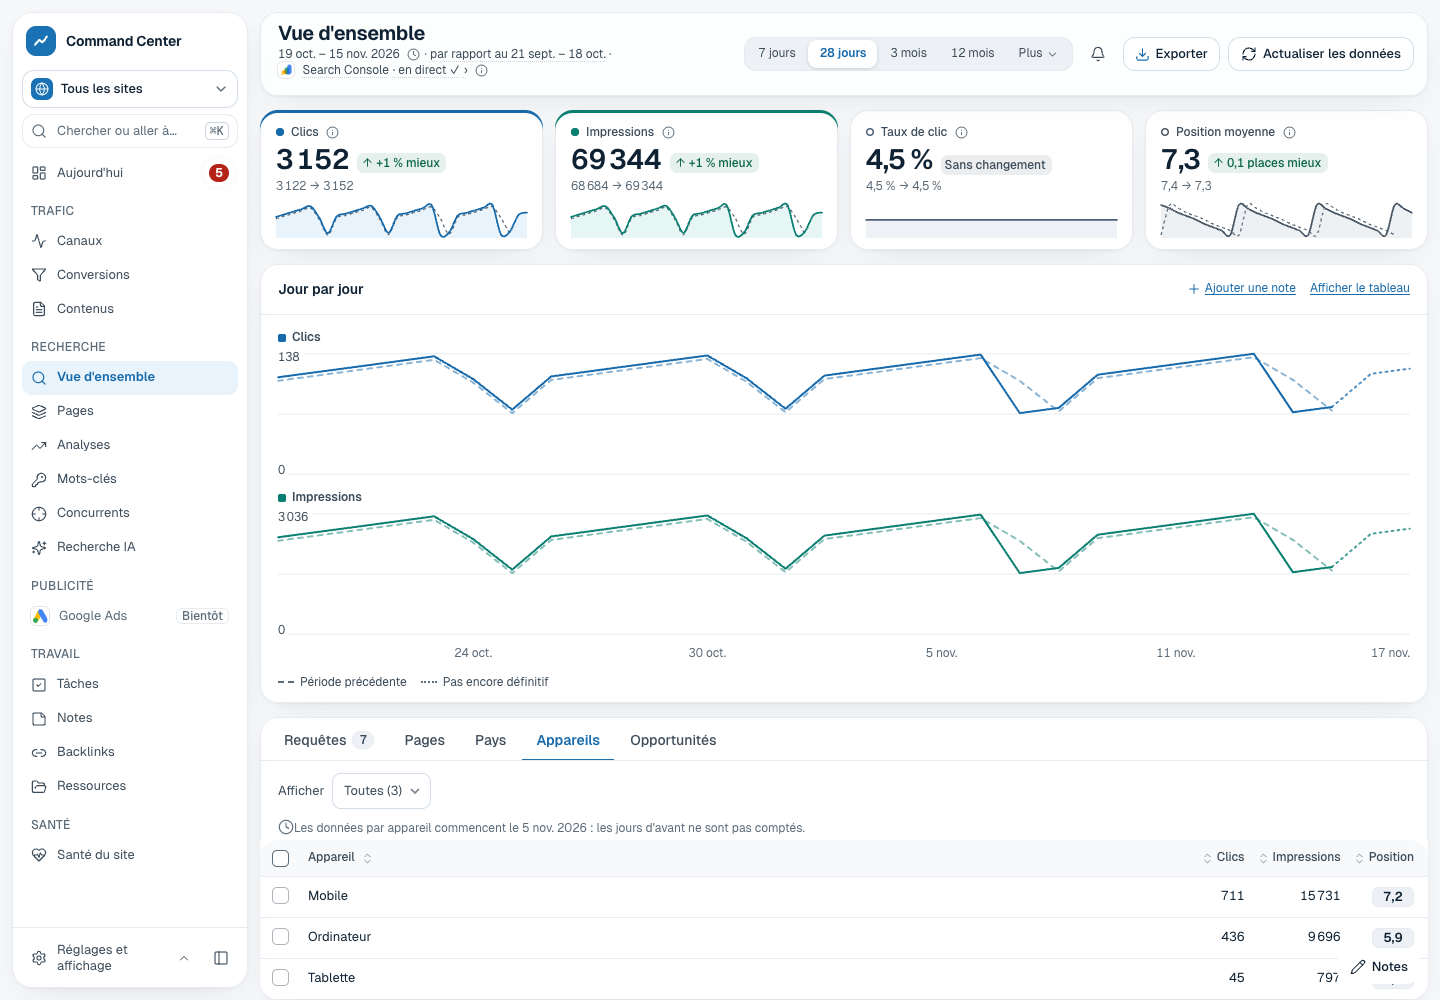 Command Center
Tous les sites
Chercher ou aller à…
⌘K
Aujourd'hui
5
TRAFIC
Canaux
Conversions
Contenus
RECHERCHE
Vue d'ensemble
Pages
Analyses
Mots-clés
Concurrents
Recherche IA
PUBLICITÉ
Google Ads
Bientôt
TRAVAIL
Tâches
Notes
Backlinks
Ressources
SANTÉ
Santé du site
Réglages et
affichage
Vue d'ensemble
19 oct. – 15 nov. 2026 · par rapport au 21 sept. – 18 oct. ·
Search Console · en direct ✓ ›
7 jours
28 jours
3 mois
12 mois
Plus
Exporter
Actualiser les données
Clics
3 152
↑ +1 % mieux
3 122 → 3 152
Impressions
69 344
↑ +1 % mieux
68 684 → 69 344
Taux de clic
4,5 %
Sans changement
4,5 % → 4,5 %
Position moyenne
7,3
↑ 0,1 places mieux
7,4 → 7,3
Jour par jour
+ Ajouter une note
Afficher le tableau
Clics
138
0
Impressions
3 036
0
24 oct.
30 oct.
5 nov.
11 nov.
17 nov.
Période précédente
Pas encore définitif
Requêtes 7
Pages
Pays
Appareils
Opportunités
Afficher
Toutes (3)
Les données par appareil commencent le 5 nov. 2026 : les jours d'avant ne sont pas comptés.
Appareil
Clics
Impressions
Position
Mobile
711
15 731
7,2
Ordinateur
436
9 696
5,9
Tablette
45
797
Notes